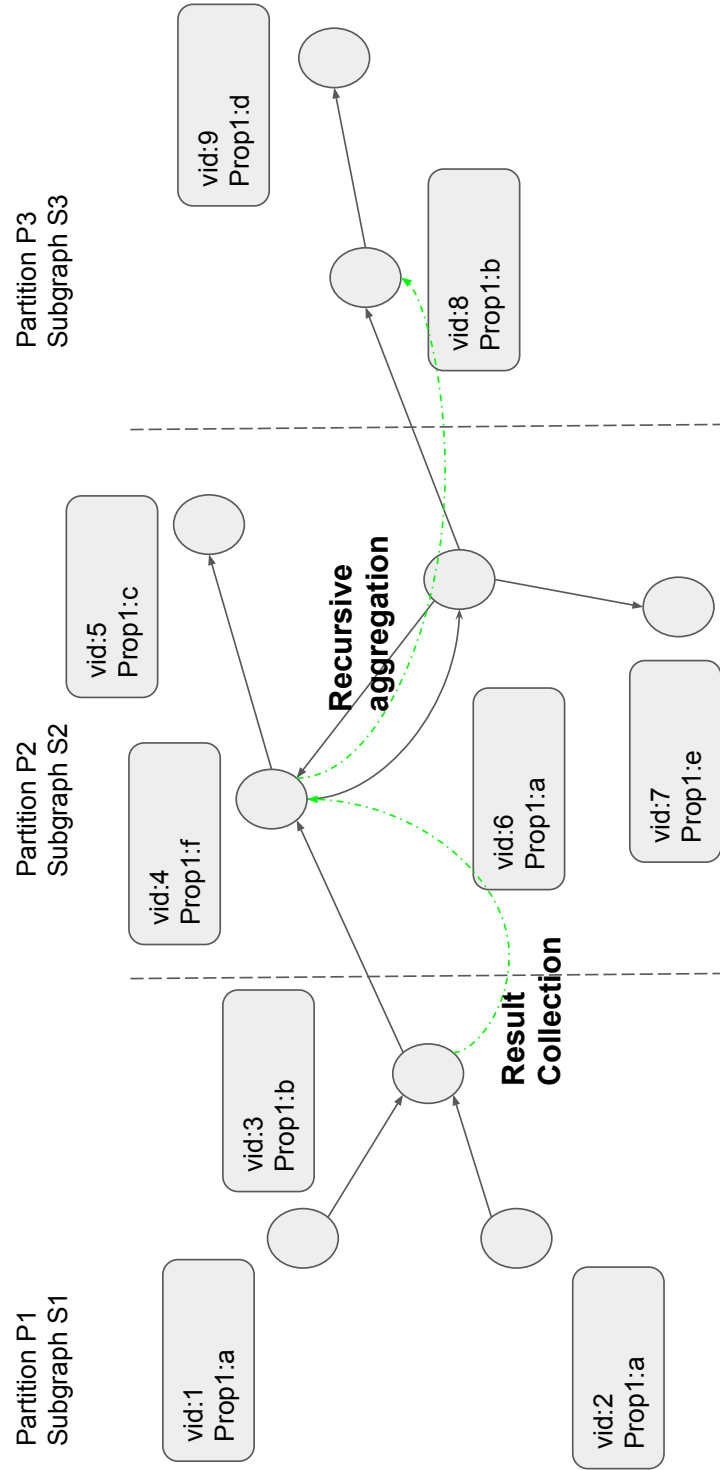 Partition P1
Subgraph S1
Partition P2
Subgraph S2
Partition P3
Subgraph S3
vid:1
Prop1:a
vid:2
Prop1:a
vid:3
Prop1:b
vid:4
Prop1:f
vid:5
Prop1:c
vid:6
Prop1:a
vid:7
Prop1:e
vid:8
Prop1:b
vid:9
Prop1:d
Result
Collection
Recursive
aggregation